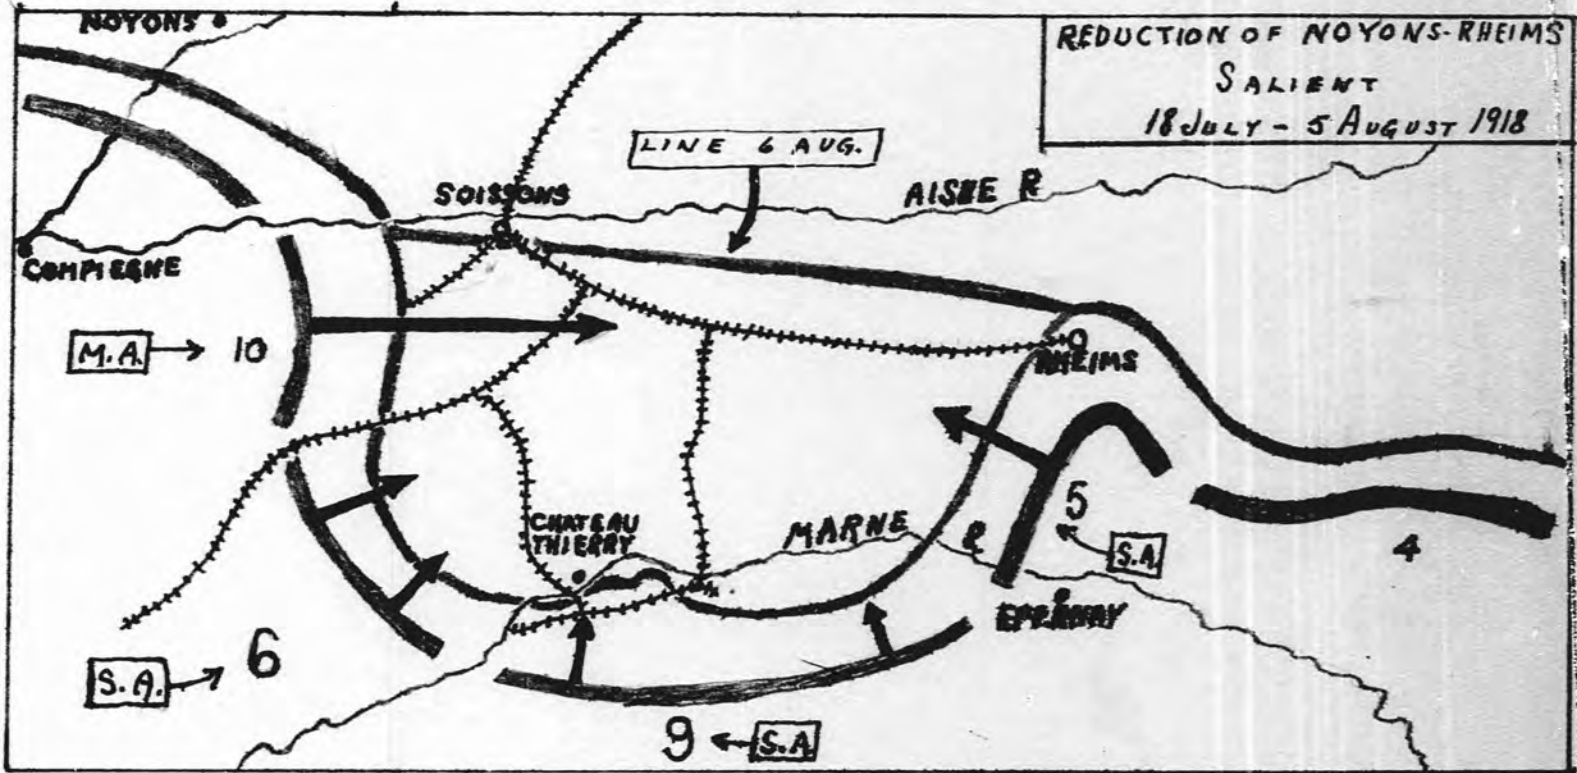 NOYONS
REDUCTION OF NOYONS-RHEIMS
SALIENT
18 JULY - 5 AUGUST 1918
LINE 6 AUG.
SOISSONS
AISNE R
COMPIEGNE
M.A.
10
RHEIMS
CHATEAU
THIERRY
MARNE R
5
S.A.
4
EPERNAY
6
S.A.
9
S.A